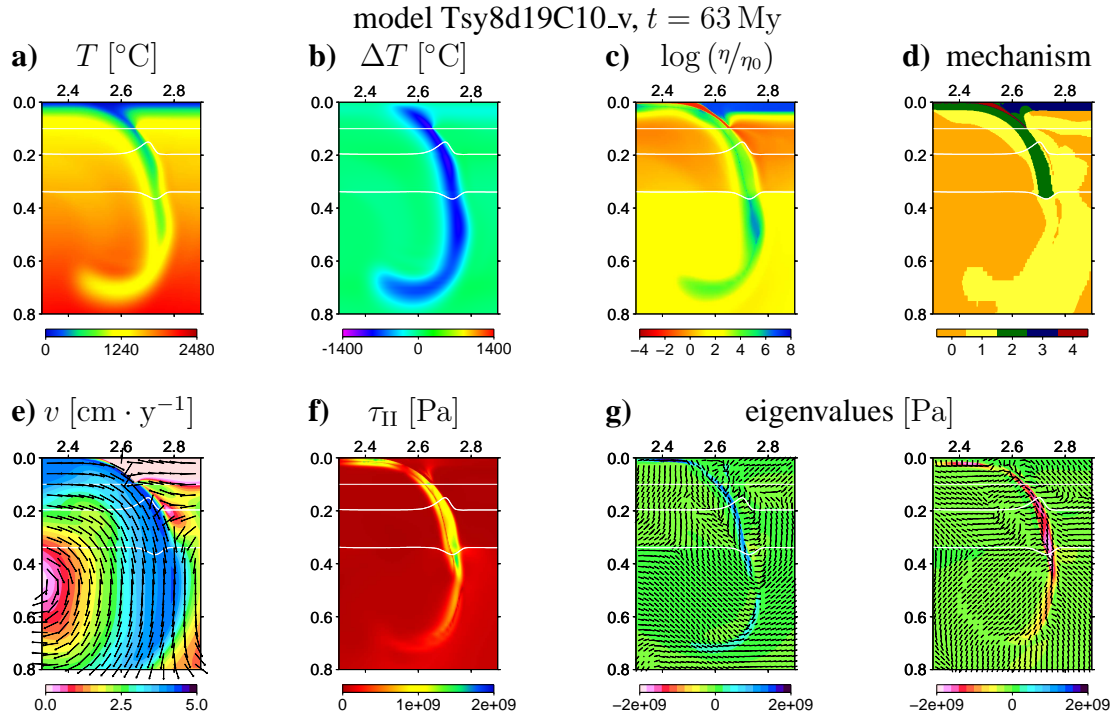 model Tsy8d19C10_v, t = 63 My
a) T [°C]
b) ΔT [°C]
c) log (η/η₀)
d) mechanism
2.4 2.6 2.8
2.4 2.6 2.8
2.4 2.6 2.8
2.4 2.6 2.8
0.0 0.0 0.0 0.0
0.2 0.2 0.2 0.2
0.4 0.4 0.4 0.4
0.6 0.6 0.6 0.6
0.8 0.8 0.8 0.8
0 1240 2480
-1400 0 1400
−4 −2 0 2 4 6 8
0 1 2 3 4
e) v [cm · y⁻¹]
f) τ_II [Pa]
g) eigenvalues [Pa]
2.4 2.6 2.8
2.4 2.6 2.8
2.4 2.6 2.8
2.4 2.6 2.8
0.0 0.0 0.0 0.0
0.2 0.2 0.2 0.2
0.4 0.4 0.4 0.4
0.6 0.6 0.6 0.6
0.8 0.8 0.8 0.8
0.0 2.5 5.0
0 1e+09 2e+09
−2e+09 0 2e+09
−2e+09 0 2e+09